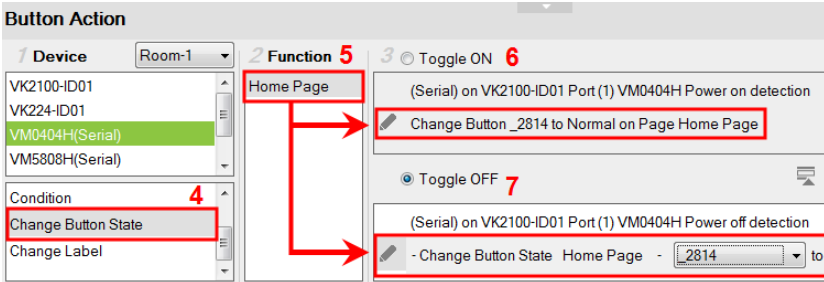 Button Action
1 Device Room-1 2 Function 5 3 Toggle ON 6
VK2100-ID01
VK224-ID01
VM0404H(Serial)
VM5808H(Serial)
Home Page
(Serial) on VK2100-ID01 Port (1) VM0404H Power on detection
Change Button _2814 to Normal on Page Home Page
Toggle OFF 7
Condition 4
Change Button State
Change Label
(Serial) on VK2100-ID01 Port (1) VM0404H Power off detection
- Change Button State Home Page - _2814 to